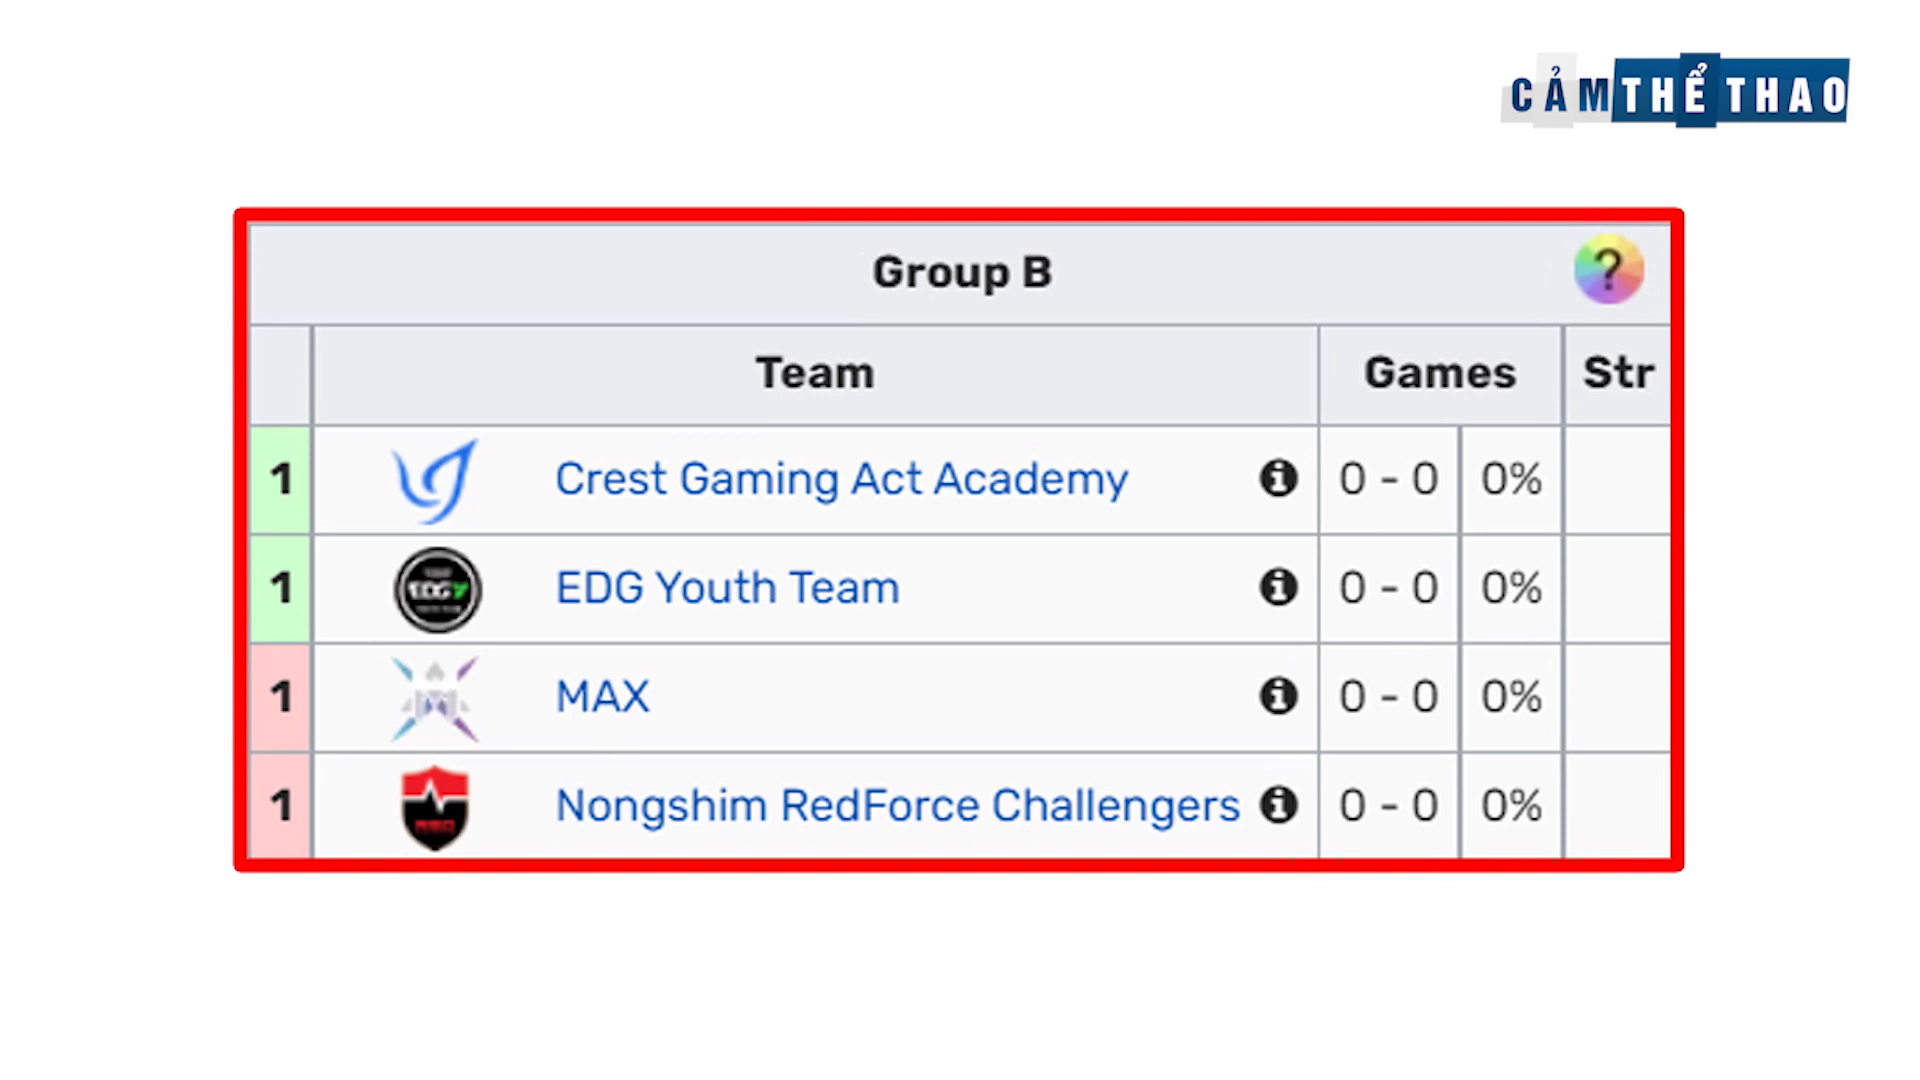 CẢM THỂ THAO
Group B ?
Team Games Str
1 Crest Gaming Act Academy i 0 - 0 0%
1 EDGY EDG Youth Team i 0 - 0 0%
1 MAX i 0 - 0 0%
1 Nongshim RedForce Challengers i 0 - 0 0%